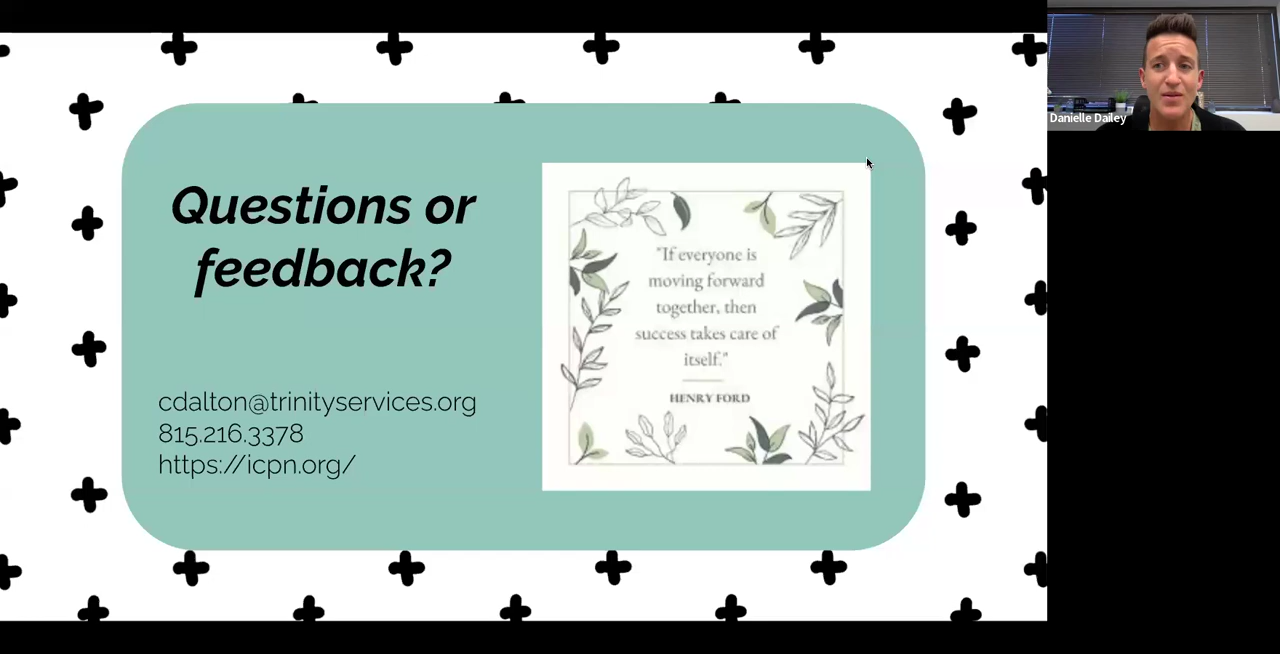 Questions or
feedback?
cdalton@trinityservices.org
815.216.3378
https://icpn.org/
"If everyone is
moving forward
together, then
success takes care of
itself."
HENRY FORD
Danielle Dailey